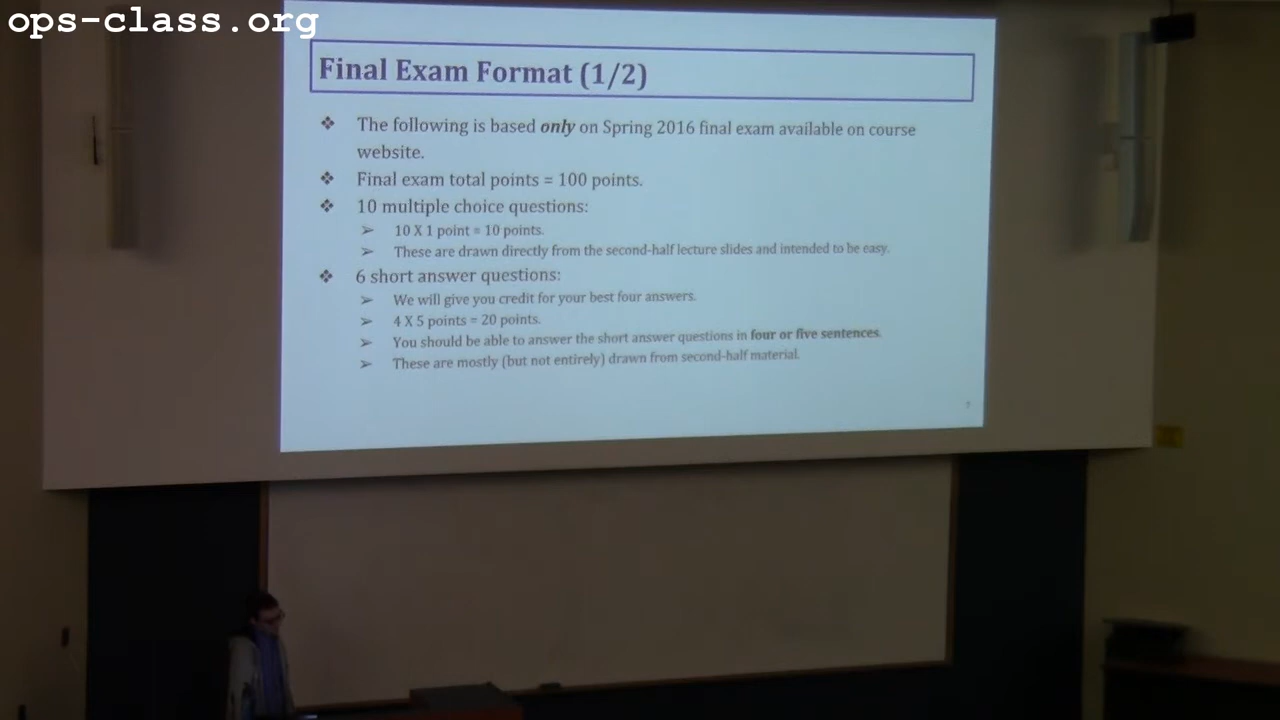 ops-class.org
Final Exam Format (1/2)
❖ The following is based only on Spring 2016 final exam available on course
website.
❖ Final exam total points = 100 points.
❖ 10 multiple choice questions:
➢ 10 X 1 point = 10 points.
➢ These are drawn directly from the second-half lecture slides and intended to be easy.
❖ 6 short answer questions:
➢ We will give you credit for your best four answers.
➢ 4 X 5 points = 20 points.
➢ You should be able to answer the short answer questions in four or five sentences.
➢ These are mostly (but not entirely) drawn from second-half material.